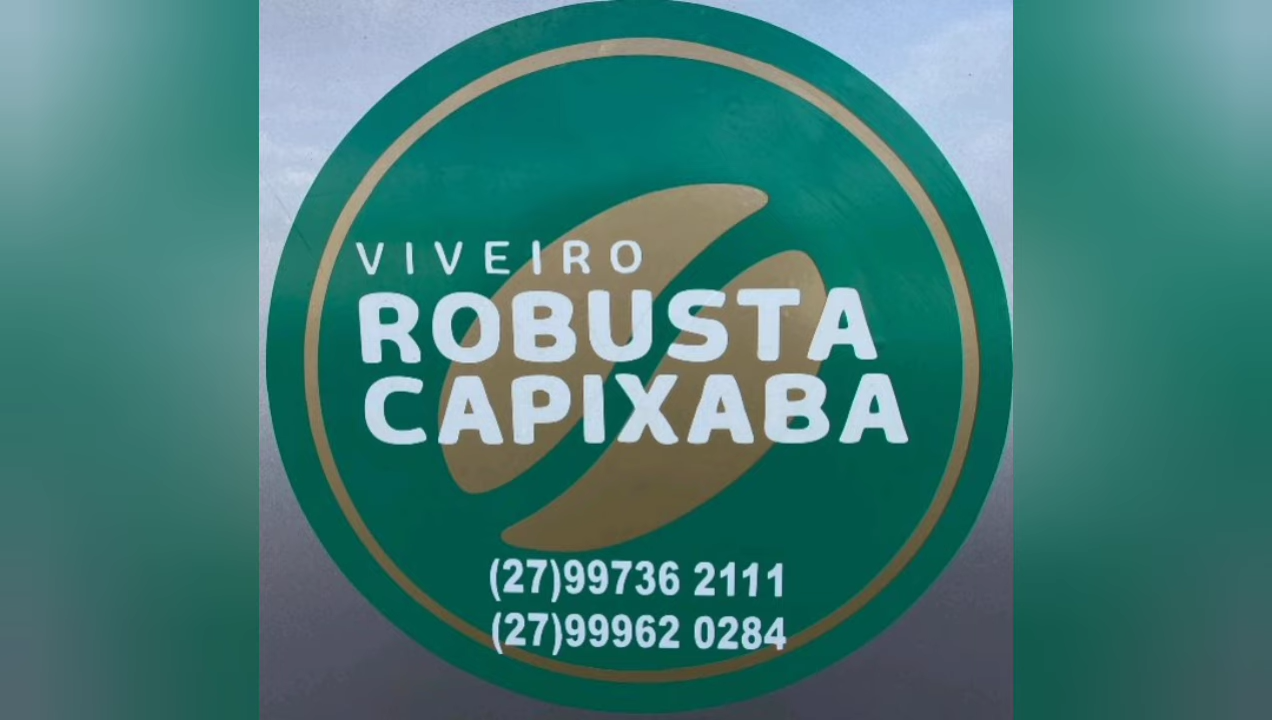 VIVEIRO
ROBUSTA
CAPIXABA
(27)99736 2111
(27)99962 0284